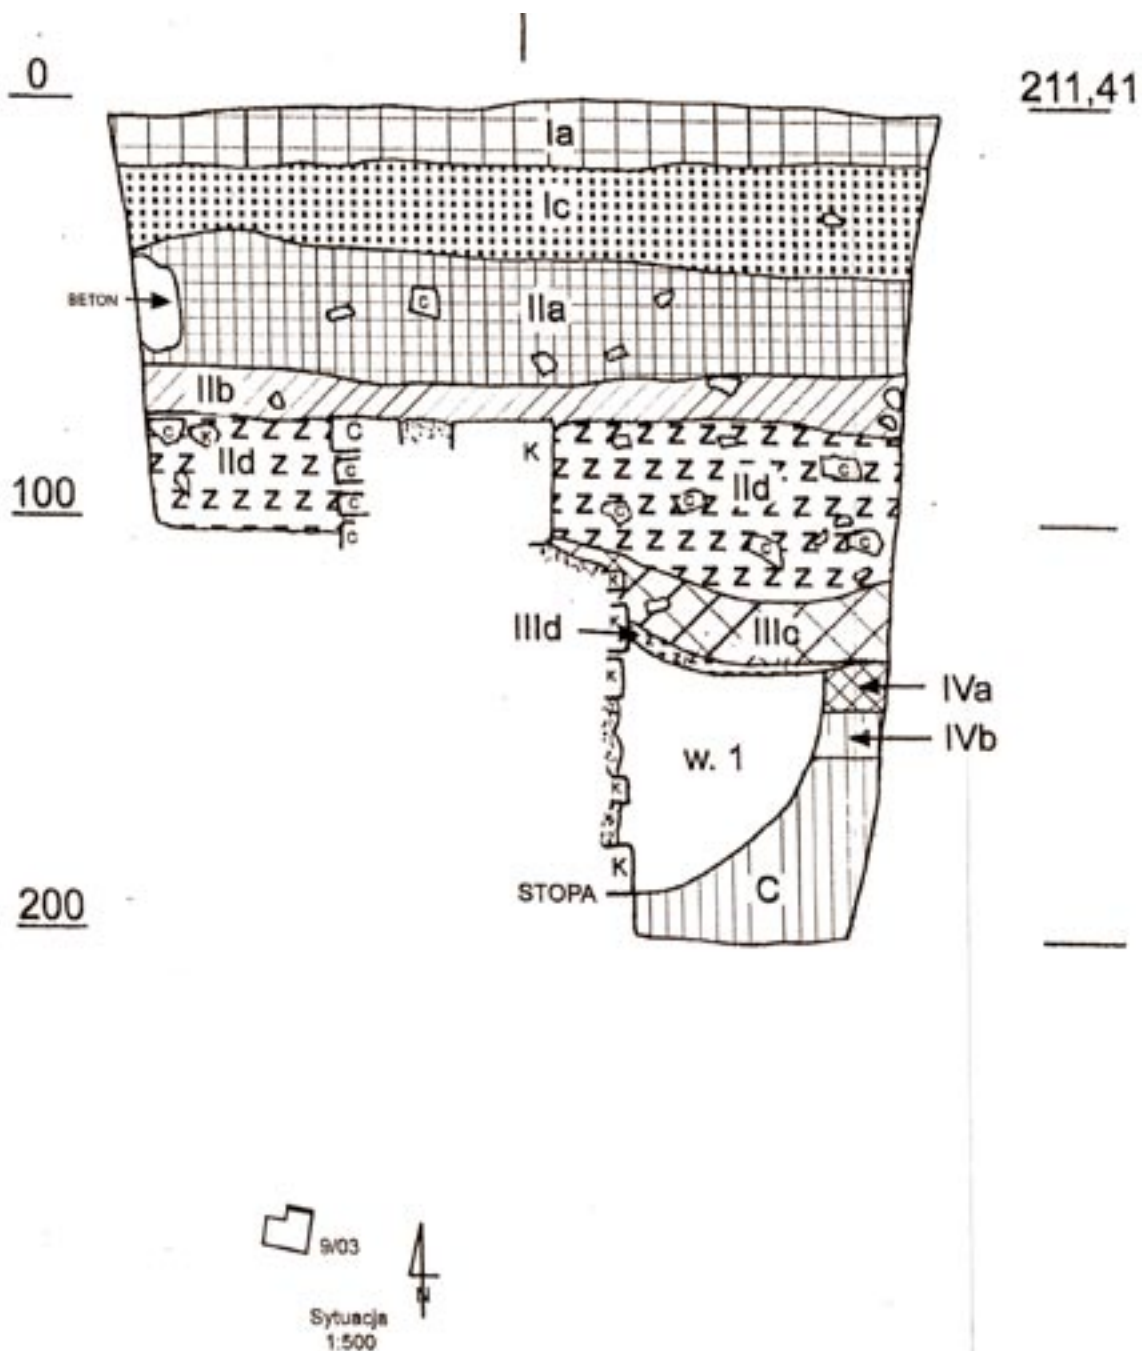 0
211,41
Ia
Ic
BETON
C
IIa
IIb
C
K
C
K
IId
C
100
IId
C
C
C
C
C
C
C
K
IIId
K
IIIc
K
IVa
IVb
w. 1
K
K
STOPA
C
200
9/03
N
Sytuacja
1:500